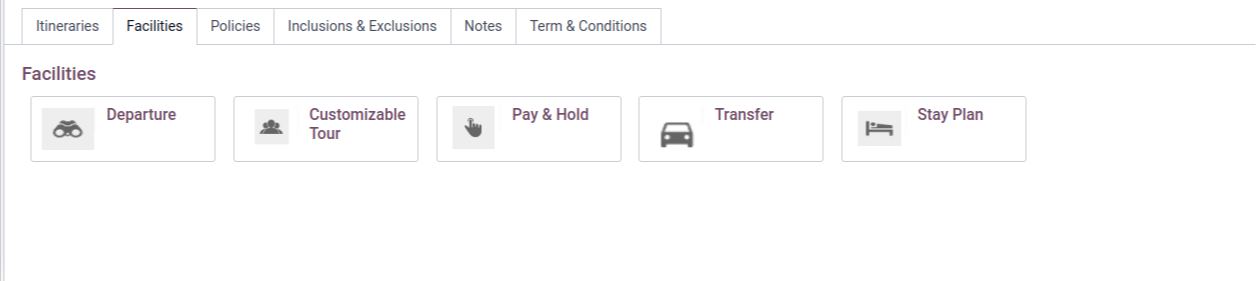 Itineraries Facilities Policies Inclusions & Exclusions Notes Term & Conditions
Facilities
Departure
Customizable
Tour
Pay & Hold
Transfer
Stay Plan